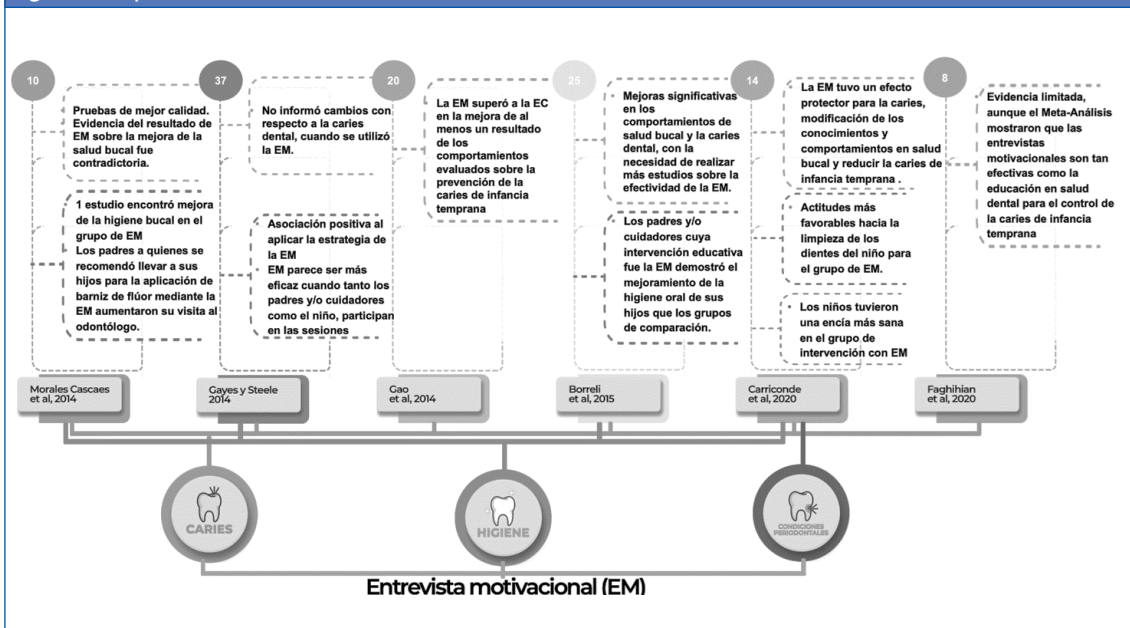 10
Pruebas de mejor calidad.
Evidencia del resultado de
EM sobre la mejora de la
salud bucal fue
contradictoria.
1 estudio encontró mejora
de la higiene bucal en el
grupo de EM
Los padres a quienes se
recomendó llevar a sus
hijos para la aplicación de
barniz de flúor mediante la
EM aumentaron su visita al
odontólogo.
Morales Cascaes
et al, 2014
37
No informó cambios con
respecto a la caries
dental, cuando se utilizó
la EM.
Asociación positiva al
aplicar la estrategia de
la EM
EM parece ser más
eficaz cuando tanto los
padres y/o cuidadores
como el niño, participan
en las sesiones
Gayes y Steele
2014
20
La EM superó a la EC
en la mejora de al
menos un resultado
de los
comportamientos
evaluados sobre la
prevención de la
caries de infancia
temprana
Gao
et al, 2014
25
Mejoras significativas
en los
comportamientos de
salud bucal y la caries
dental, con la
necesidad de realizar
más estudios sobre la
efectividad de la EM.
Los padres y/o
cuidadores cuya
intervención educativa
fue la EM demostró el
mejoramiento de la
higiene oral de sus
hijos que los grupos
de comparación.
Borreli
et al, 2015
14
La EM tuvo un efecto
protector para la caries,
modificación de los
conocimientos y
comportamientos en salud
bucal y reducir la caries de
infancia temprana .
Actitudes más
favorables hacia la
limpieza de los
dientes del niño para
el grupo de EM.
Los niños tuvieron
una encía más sana
en el grupo de
intervención con EM
Carriconde
et al, 2020
8
Evidencia limitada,
aunque el Meta-Análisis
mostraron que las
entrevistas
motivacionales son tan
efectivas como la
educación en salud
dental para el control de
la caries de infancia
temprana
Faghihian
et al, 2020
CARIES
HIGIENE
CONDICIONES
PERIODONTALES
Entrevista motivacional (EM)